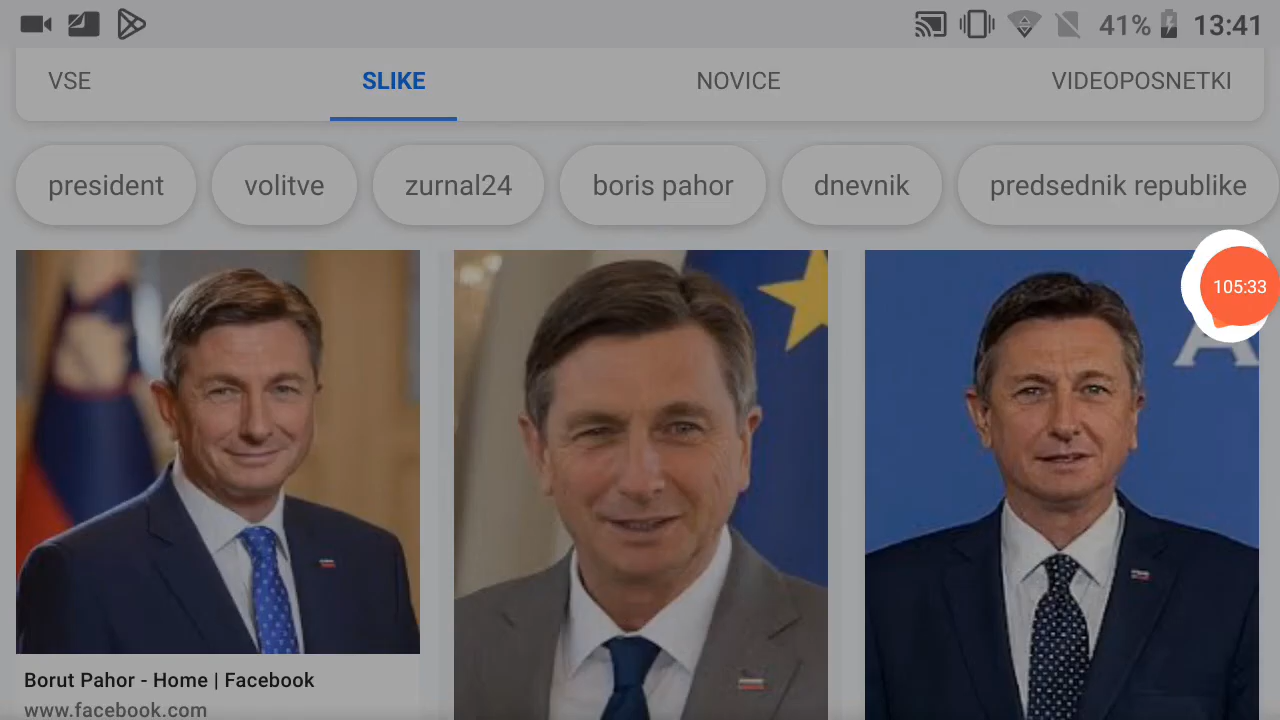 41% 13:41
VSE SLIKE NOVICE VIDEOPOSNETKI
president volitve zurnal24 boris pahor dnevnik predsednik republike
105:33
A
Borut Pahor - Home | Facebook
www.facebook.com